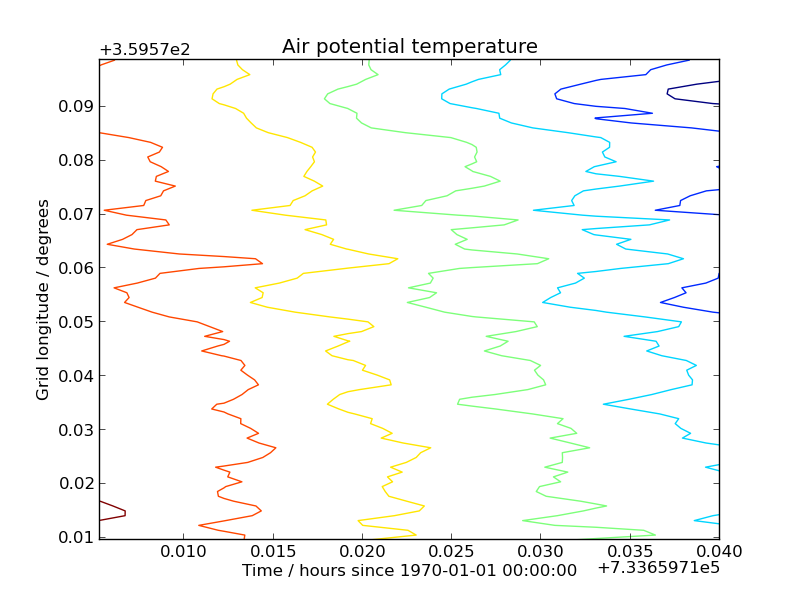 Air potential temperature
+3.5957e2
0.09
0.08
0.07
0.06
0.05
0.04
0.03
0.02
0.01
Grid longitude / degrees
0.010 0.015 0.020 0.025 0.030 0.035 0.040
Time / hours since 1970-01-01 00:00:00
+7.3365971e5